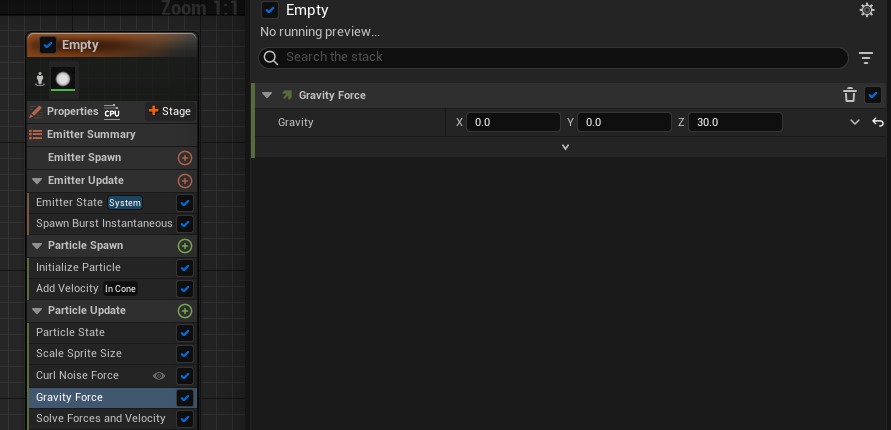 Zoom 1:1
Empty
Properties CPU + Stage
Emitter Summary
Emitter Spawn
Emitter Update
Emitter State System
Spawn Burst Instantaneous
Particle Spawn
Initialize Particle
Add Velocity In Cone
Particle Update
Particle State
Scale Sprite Size
Curl Noise Force
Gravity Force
Solve Forces and Velocity
Empty
No running preview...
Search the stack
Gravity Force
Gravity X 0.0 Y 0.0 Z 30.0